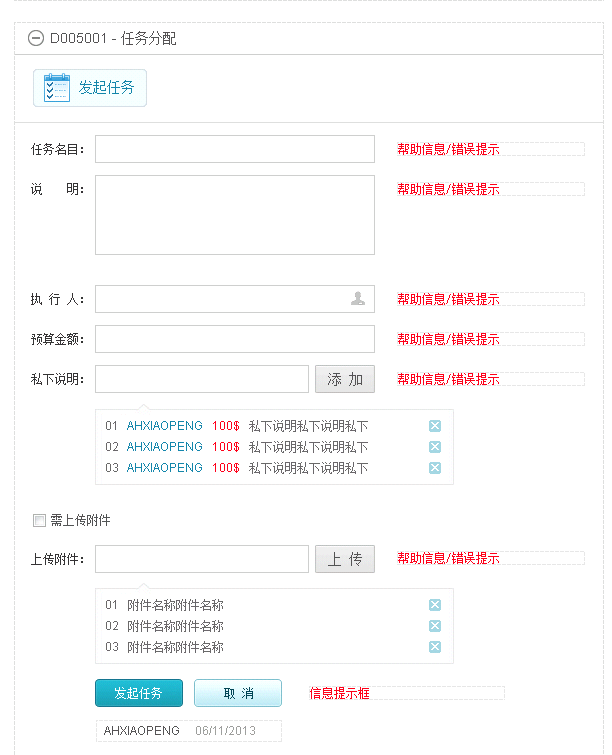 D005001 - 任务分配
发起任务
任务名目： 帮助信息/错误提示
说 明： 帮助信息/错误提示
执 行 人： 帮助信息/错误提示
预算金额： 帮助信息/错误提示
私下说明： 添 加 帮助信息/错误提示
01 AHXIAOPENG 100$ 私下说明私下说明私下
02 AHXIAOPENG 100$ 私下说明私下说明私下
03 AHXIAOPENG 100$ 私下说明私下说明私下
需上传附件
上传附件： 上 传 帮助信息/错误提示
01 附件名称附件名称
02 附件名称附件名称
03 附件名称附件名称
发起任务 取 消 信息提示框
AHXIAOPENG 06/11/2013